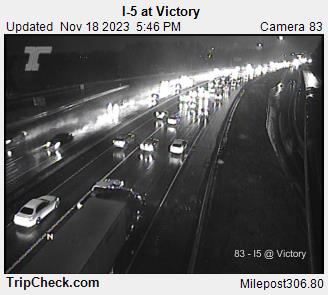 I-5 at Victory
Updated Nov 18 2023 5:46 PM Camera 83
T
N
83 - I5 @ Victory
TripCheck.com Milepost306.80